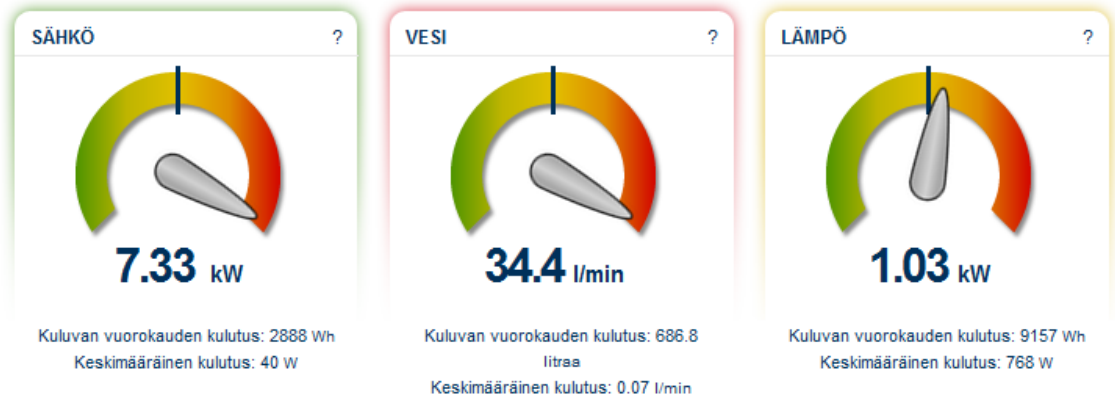 SÄHKÖ ?
7.33 kW
Kuluvan vuorokauden kulutus: 2888 Wh
Keskimääräinen kulutus: 40 W
VESI ?
34.4 l/min
Kuluvan vuorokauden kulutus: 686.8
litraa
Keskimääräinen kulutus: 0.07 l/min
LÄMPÖ ?
1.03 kW
Kuluvan vuorokauden kulutus: 9157 Wh
Keskimääräinen kulutus: 768 W